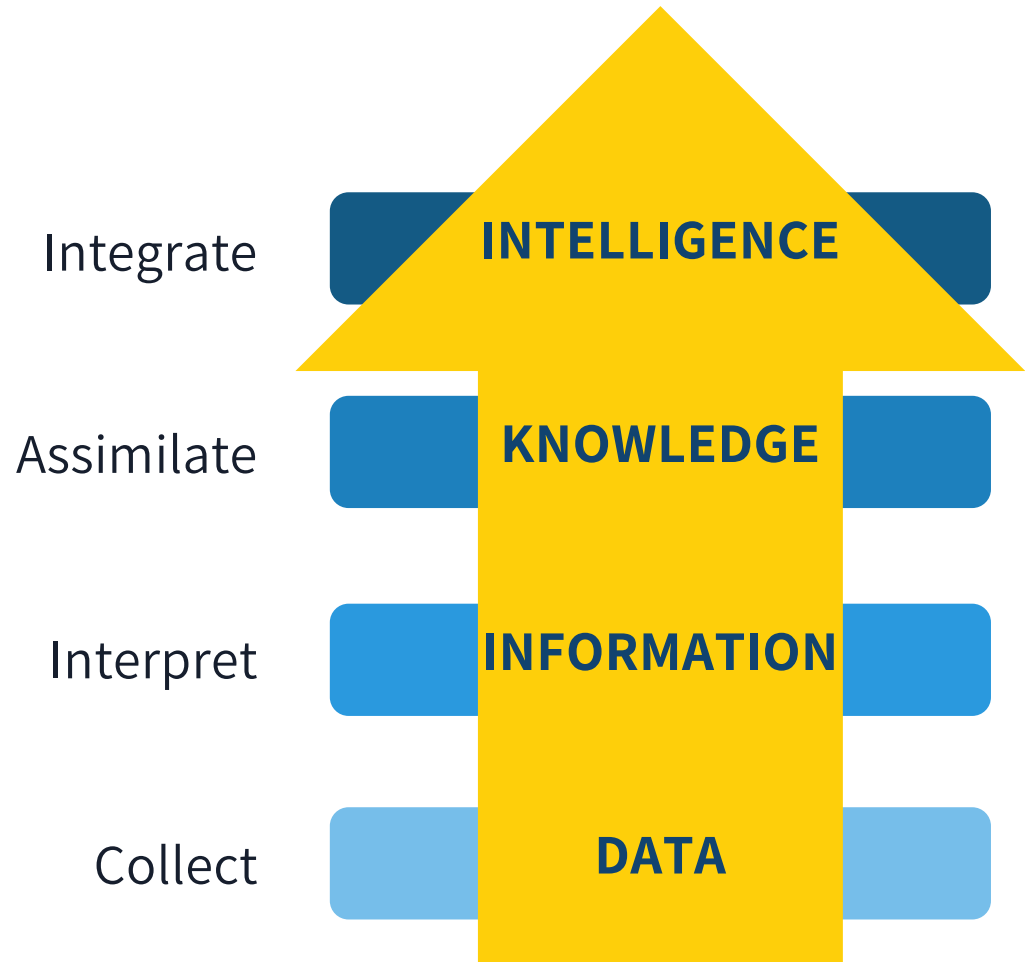 Integrate
INTELLIGENCE
Assimilate
KNOWLEDGE
Interpret
INFORMATION
Collect
DATA